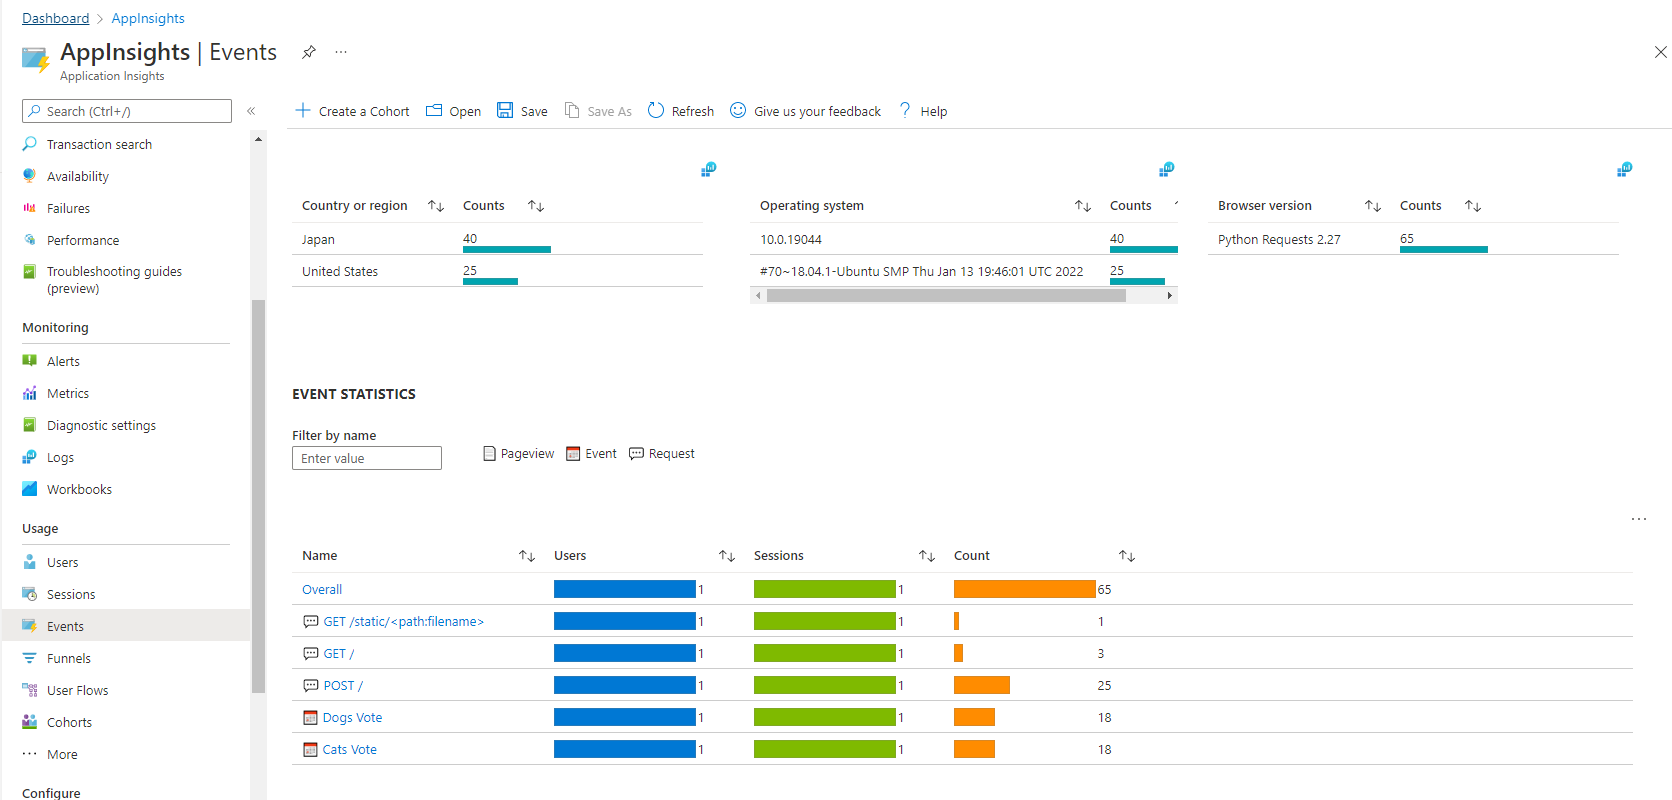 Dashboard > AppInsights
AppInsights | Events
...
Application Insights
Search (Ctrl+/)
«
Create a Cohort Open Save Save As Refresh Give us your feedback ? Help
Transaction search
Availability
Failures
Performance
Troubleshooting guides
(preview)
Monitoring
Alerts
Metrics
Diagnostic settings
Logs
Workbooks
Usage
Users
Sessions
Events
Funnels
User Flows
Cohorts
... More
Configure
Country or region Counts
Japan 40
United States 25
Operating system Counts
10.0.19044 40
#70~18.04.1-Ubuntu SMP Thu Jan 13 19:46:01 UTC 2022 25
Browser version Counts
Python Requests 2.27 65
EVENT STATISTICS
Filter by name
Enter value
Pageview Event Request
...
Name Users Sessions Count
Overall 1 1 65
GET /static/<path:filename> 1 1 1
GET / 1 1 3
POST / 1 1 25
Dogs Vote 1 1 18
Cats Vote 1 1 18